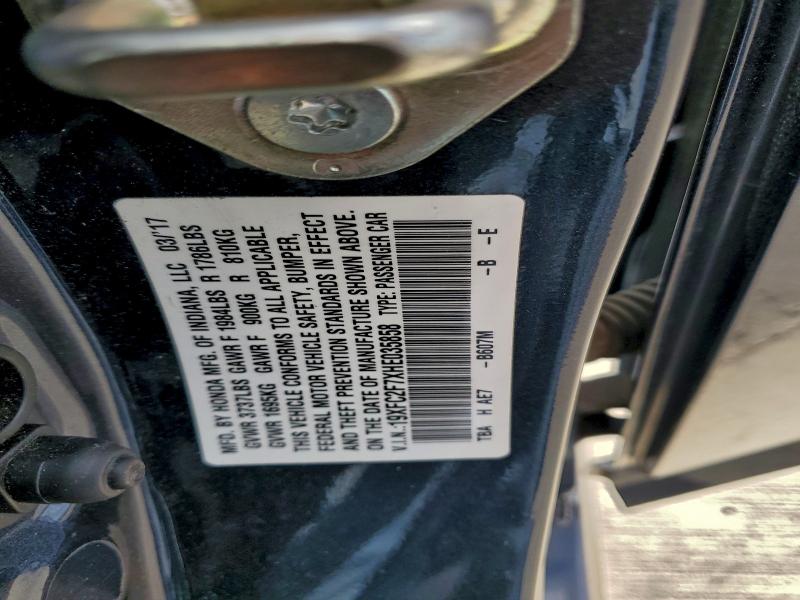 MFD. BY HONDA MFG. OF INDIANA, LLC 03/17
GVWR 3737LBS GAWR F 1984LBS R 1786LBS
GVWR 1695KG GAWR F 900KG R 810KG
THIS VEHICLE CONFORMS TO ALL APPLICABLE
FEDERAL MOTOR VEHICLE SAFETY, BUMPER,
AND THEFT PREVENTION STANDARDS IN EFFECT
ON THE DATE OF MANUFACTURE SHOWN ABOVE.
V.I.N.:19XFC2F7XHE035858 TYPE: PASSENGER CAR
TBA H AE7 -B607M -B -E